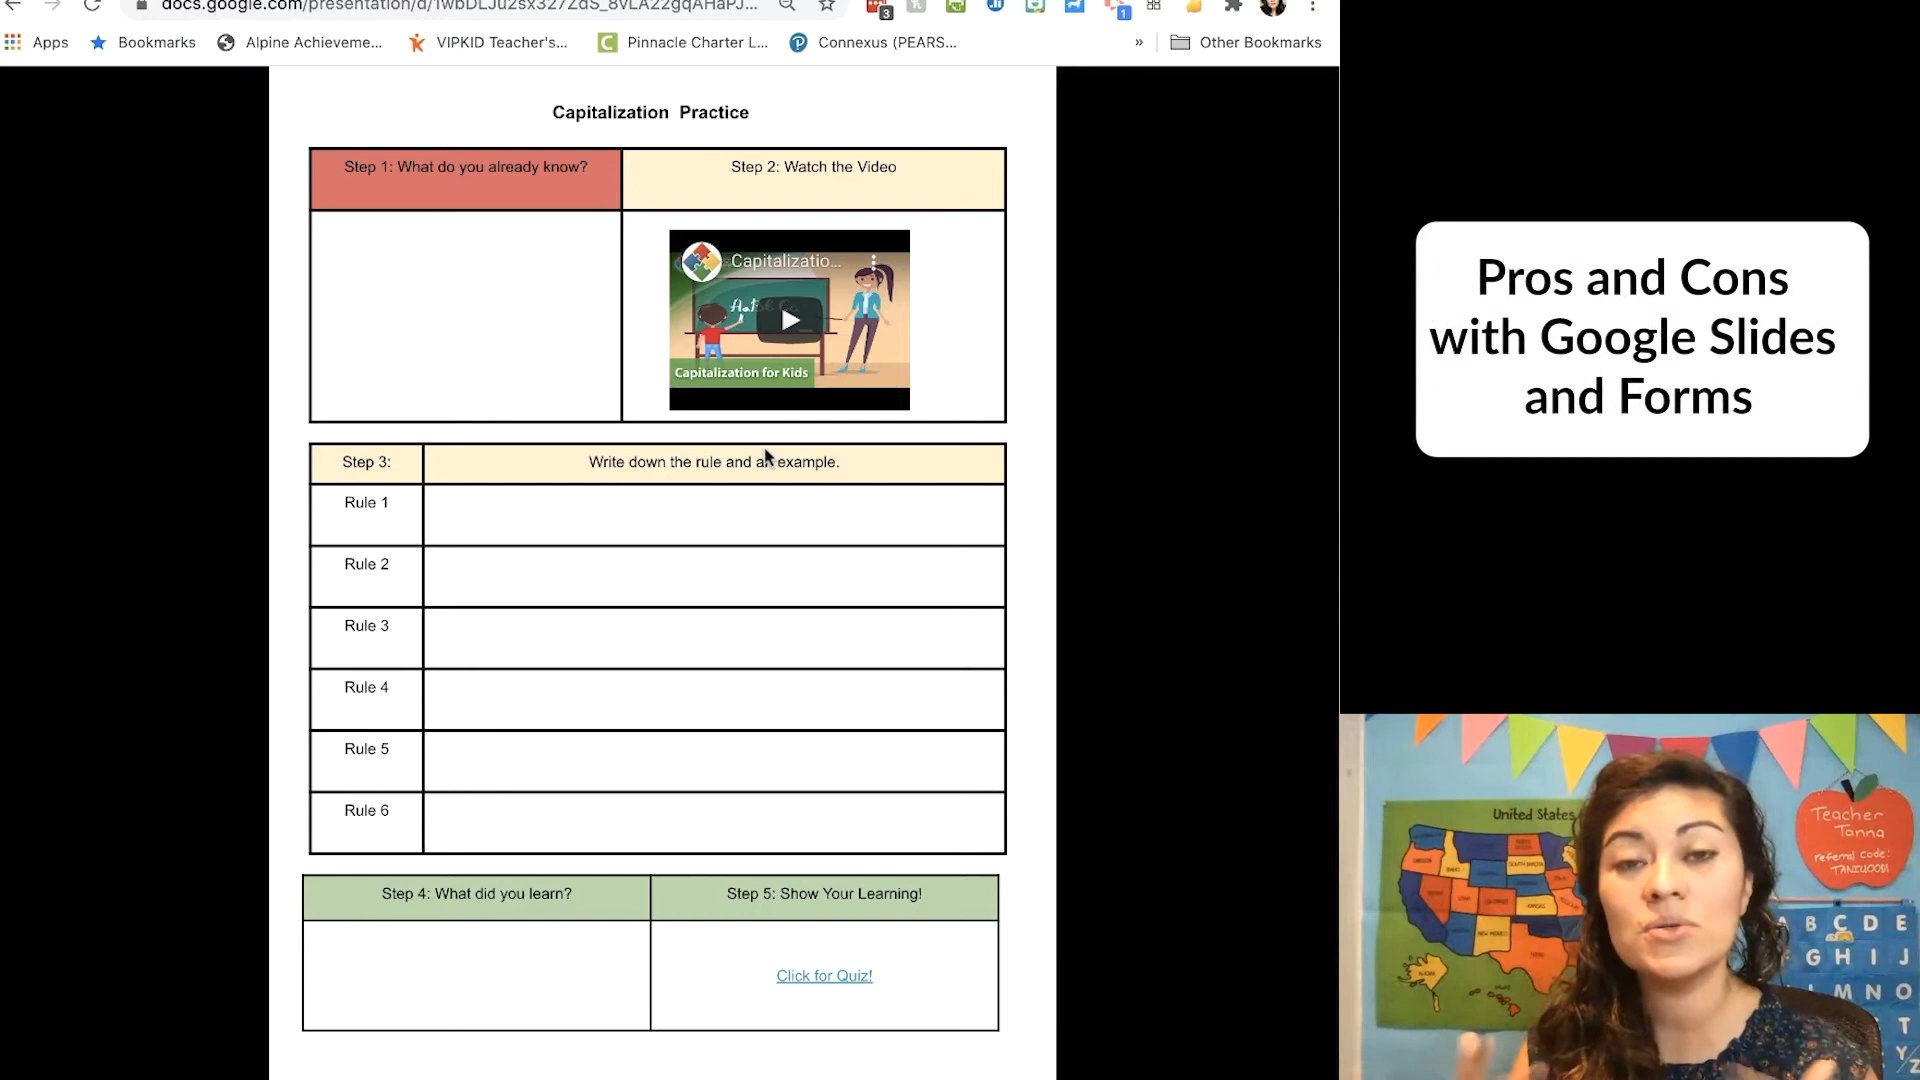 docs.google.com/presentation/d/1wbDLJu2sx327ZdS_8vLA22gqAHaPJ...
3
1
Apps
Bookmarks
Alpine Achieveme...
VIPKID Teacher's...
Pinnacle Charter L...
Connexus (PEARS...
»
Other Bookmarks
Capitalization Practice
Step 1: What do you already know?
Step 2: Watch the Video
Capitalizatio...
Capitalization for Kids
Step 3:
Write down the rule and an example.
Rule 1
Rule 2
Rule 3
Rule 4
Rule 5
Rule 6
Step 4: What did you learn?
Step 5: Show Your Learning!
Click for Quiz!
Pros and Cons
with Google Slides
and Forms
United States
Teacher
Tanna
referral code:
A B C D E
G H I J
M N O
T
Y Z